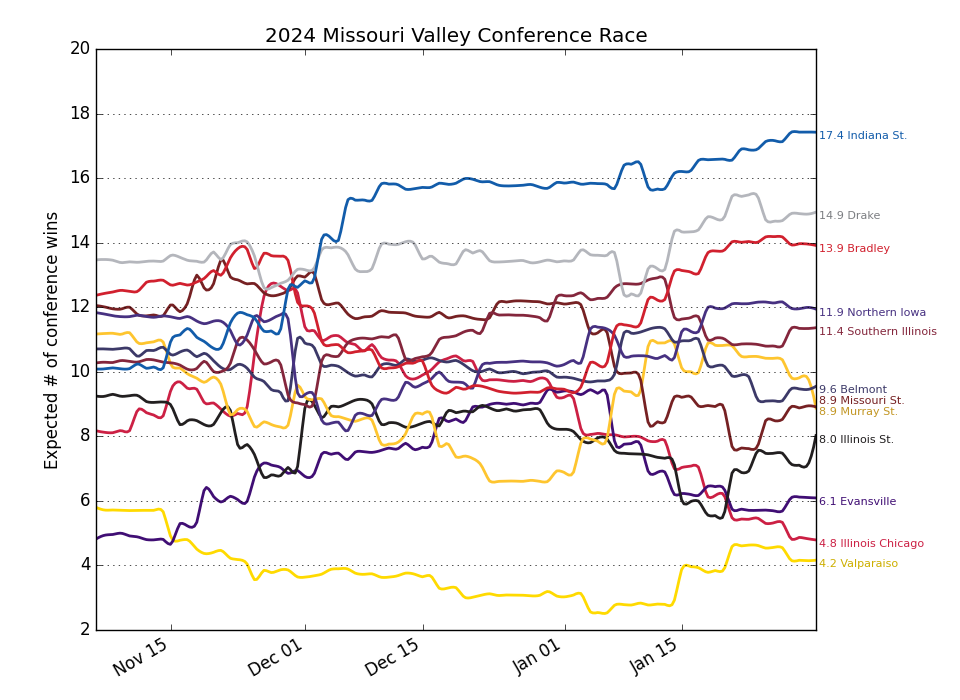 2024 Missouri Valley Conference Race
Expected # of conference wins
20
18
16
14
12
10
8
6
4
2
Nov 15
Dec 01
Dec 15
Jan 01
Jan 15
17.4 Indiana St.
14.9 Drake
13.9 Bradley
11.9 Northern Iowa
11.4 Southern Illinois
9.6 Belmont
8.9 Missouri St.
8.9 Murray St.
8.0 Illinois St.
6.1 Evansville
4.8 Illinois Chicago
4.2 Valparaiso